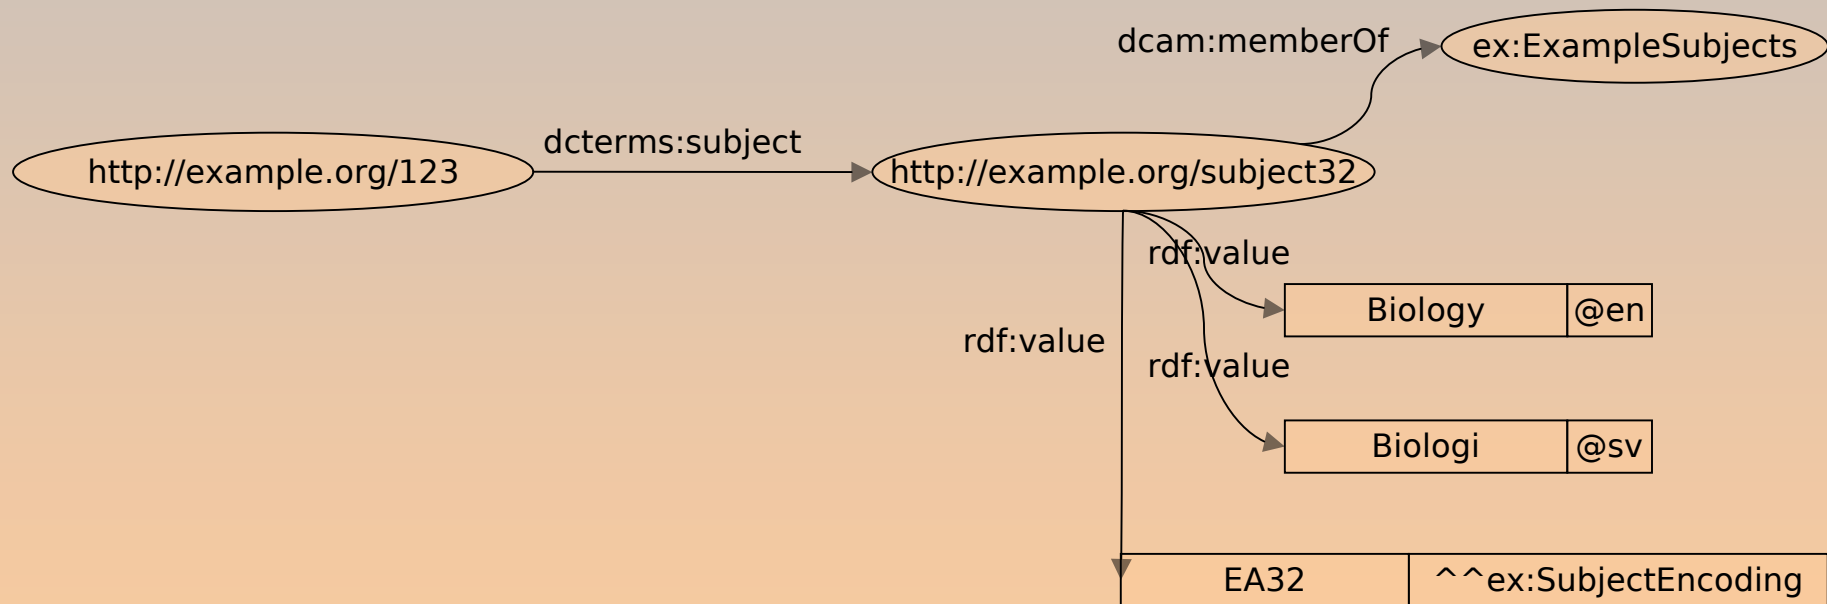 dcam:memberOf
ex:ExampleSubjects
dcterms:subject
http://example.org/123
http://example.org/subject32
rdf:value
Biology
@en
rdf:value
rdf:value
Biologi
@sv
EA32
^^ex:SubjectEncoding